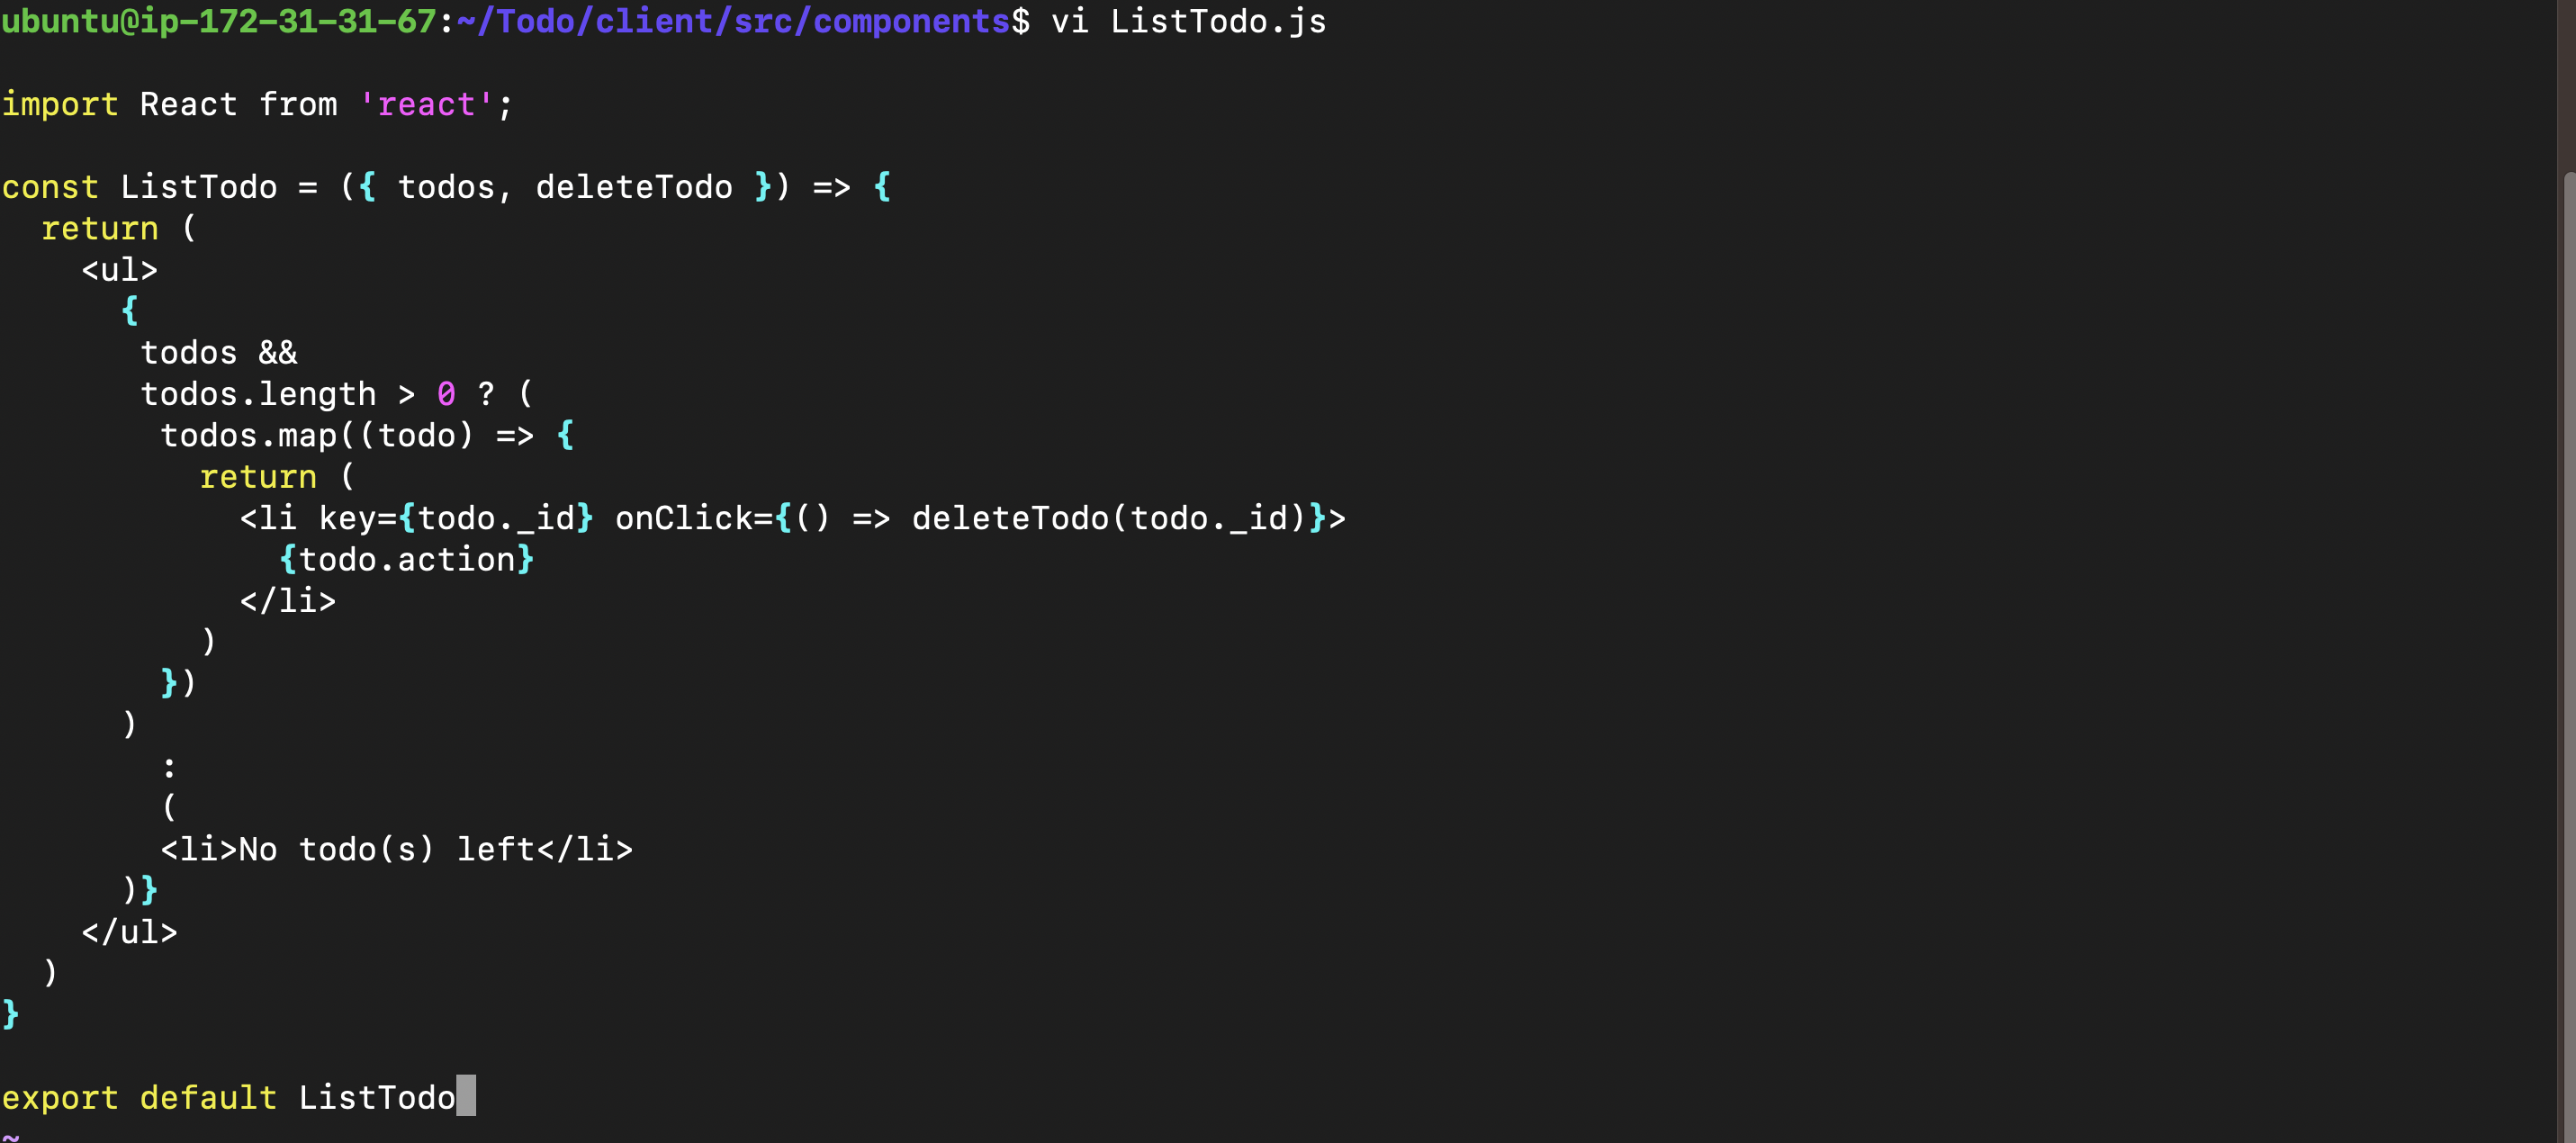 ubuntu@ip-172-31-31-67:~/Todo/client/src/components$ vi ListTodo.js
import React from 'react';
const ListTodo = ({ todos, deleteTodo }) => {
  return (
    <ul>
      {
       todos &&
       todos.length > 0 ? (
        todos.map((todo) => {
          return (
            <li key={todo._id} onClick={() => deleteTodo(todo._id)}>
              {todo.action}
            </li>
          )
        })
      )
        :
        (
        <li>No todo(s) left</li>
      )}
    </ul>
  )
}
export default ListTodo
~